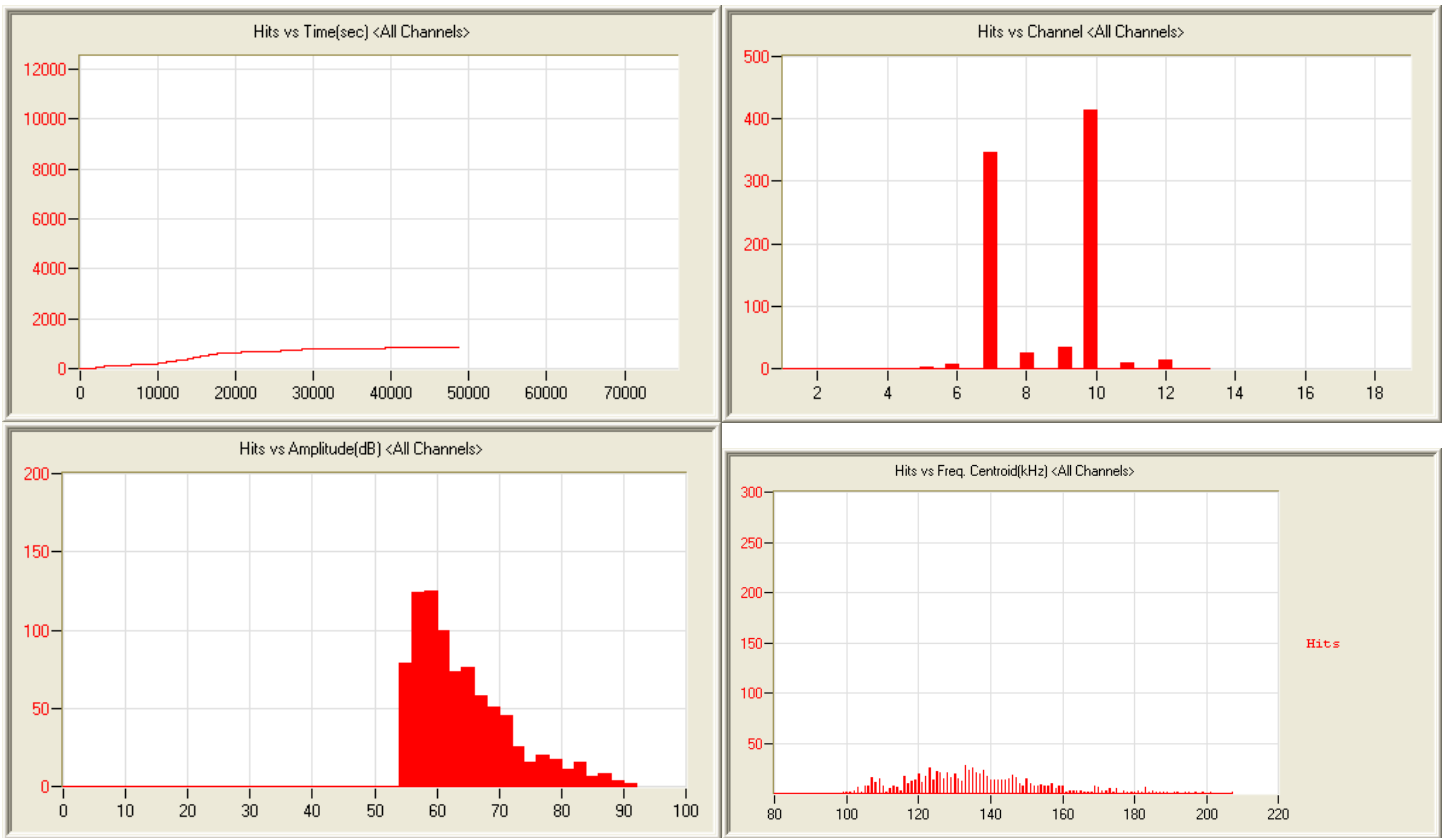 Hits vs Time(sec) <All Channels>
12000
10000
8000
6000
4000
2000
0
0 10000 20000 30000 40000 50000 60000 70000
Hits vs Channel <All Channels>
500
400
300
200
100
0
2 4 6 8 10 12 14 16 18
Hits vs Amplitude(dB) <All Channels>
200
150
100
50
0
0 10 20 30 40 50 60 70 80 90 100
Hits vs Freq. Centroid(kHz) <All Channels>
300
250
200
150
100
50
80 100 120 140 160 180 200 220
Hits